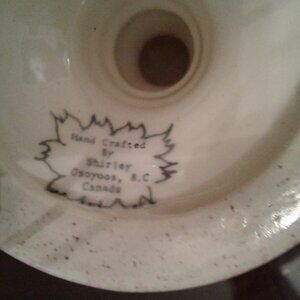 Hand Crafted
By
Shirley
Osoyoos, B.C
Canada